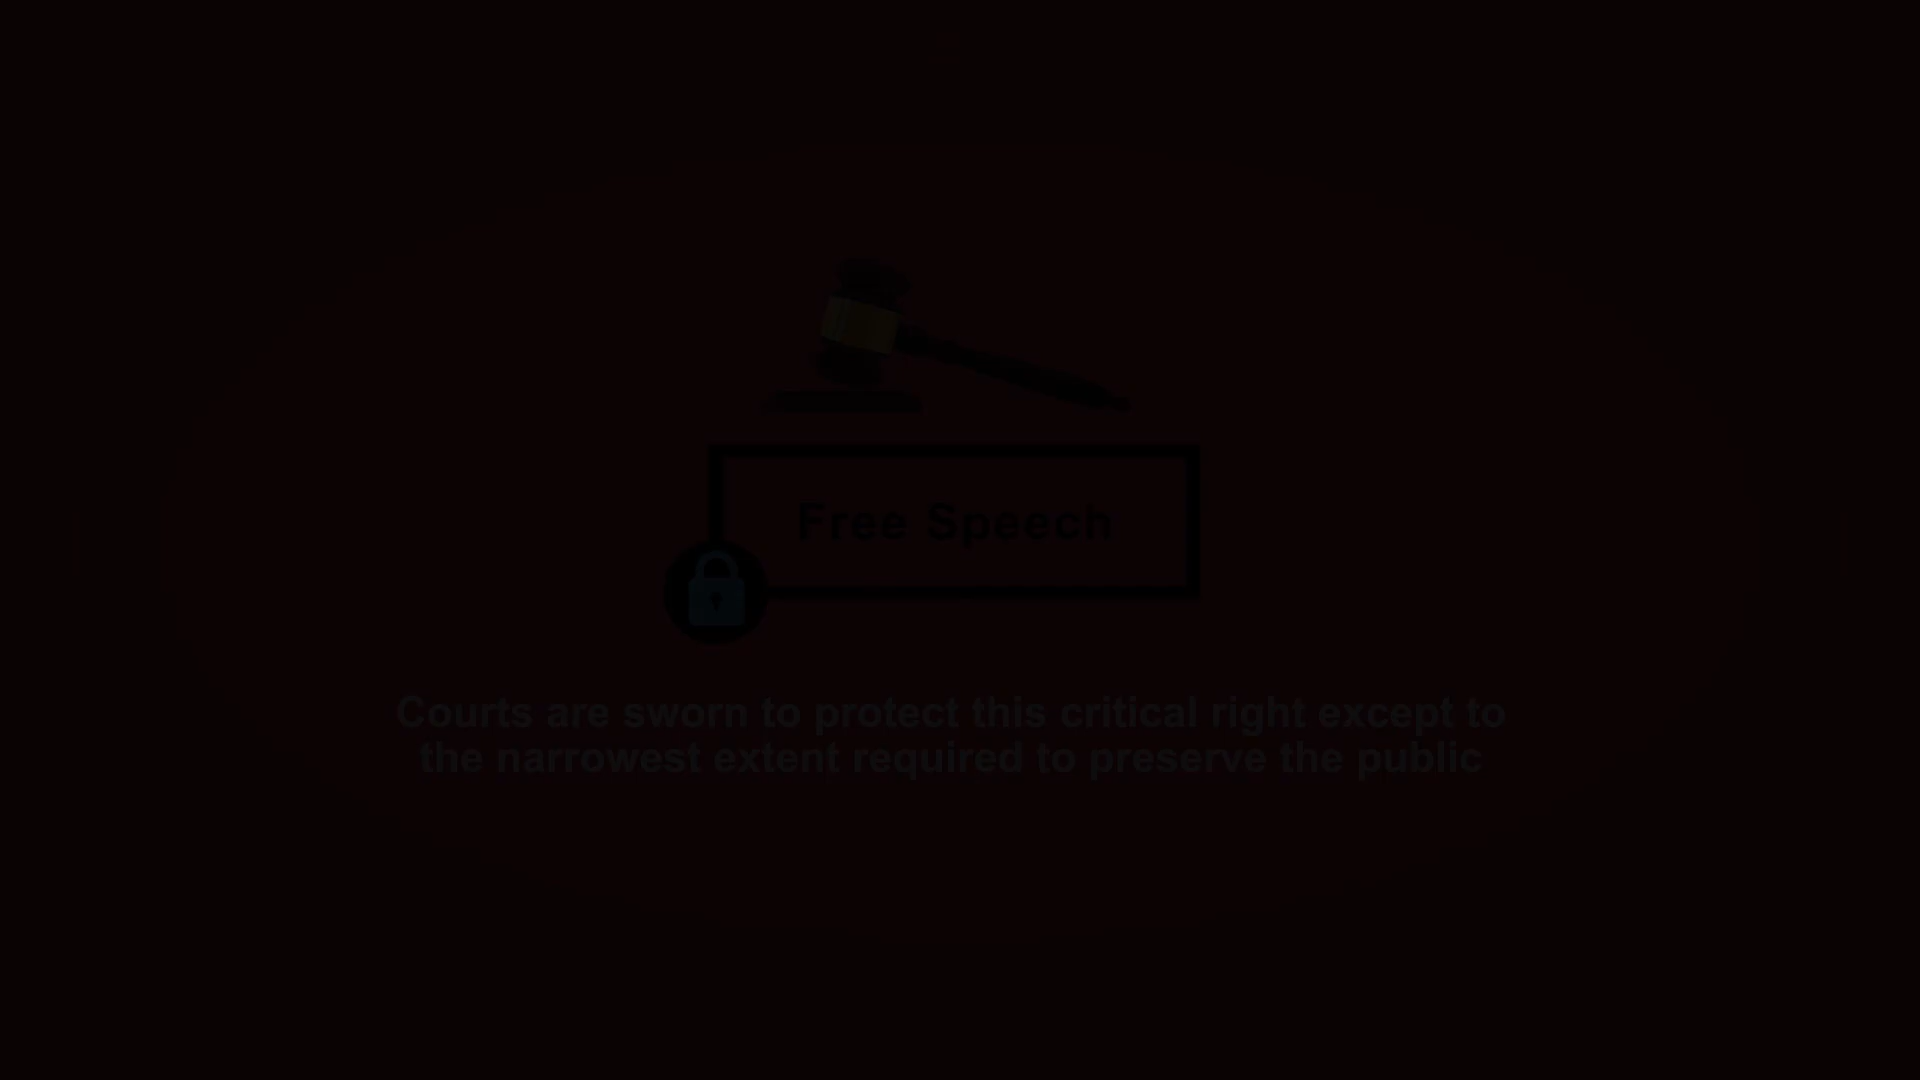 Free Speech
Courts are sworn to protect this critical right except to
the narrowest extent required to preserve the public